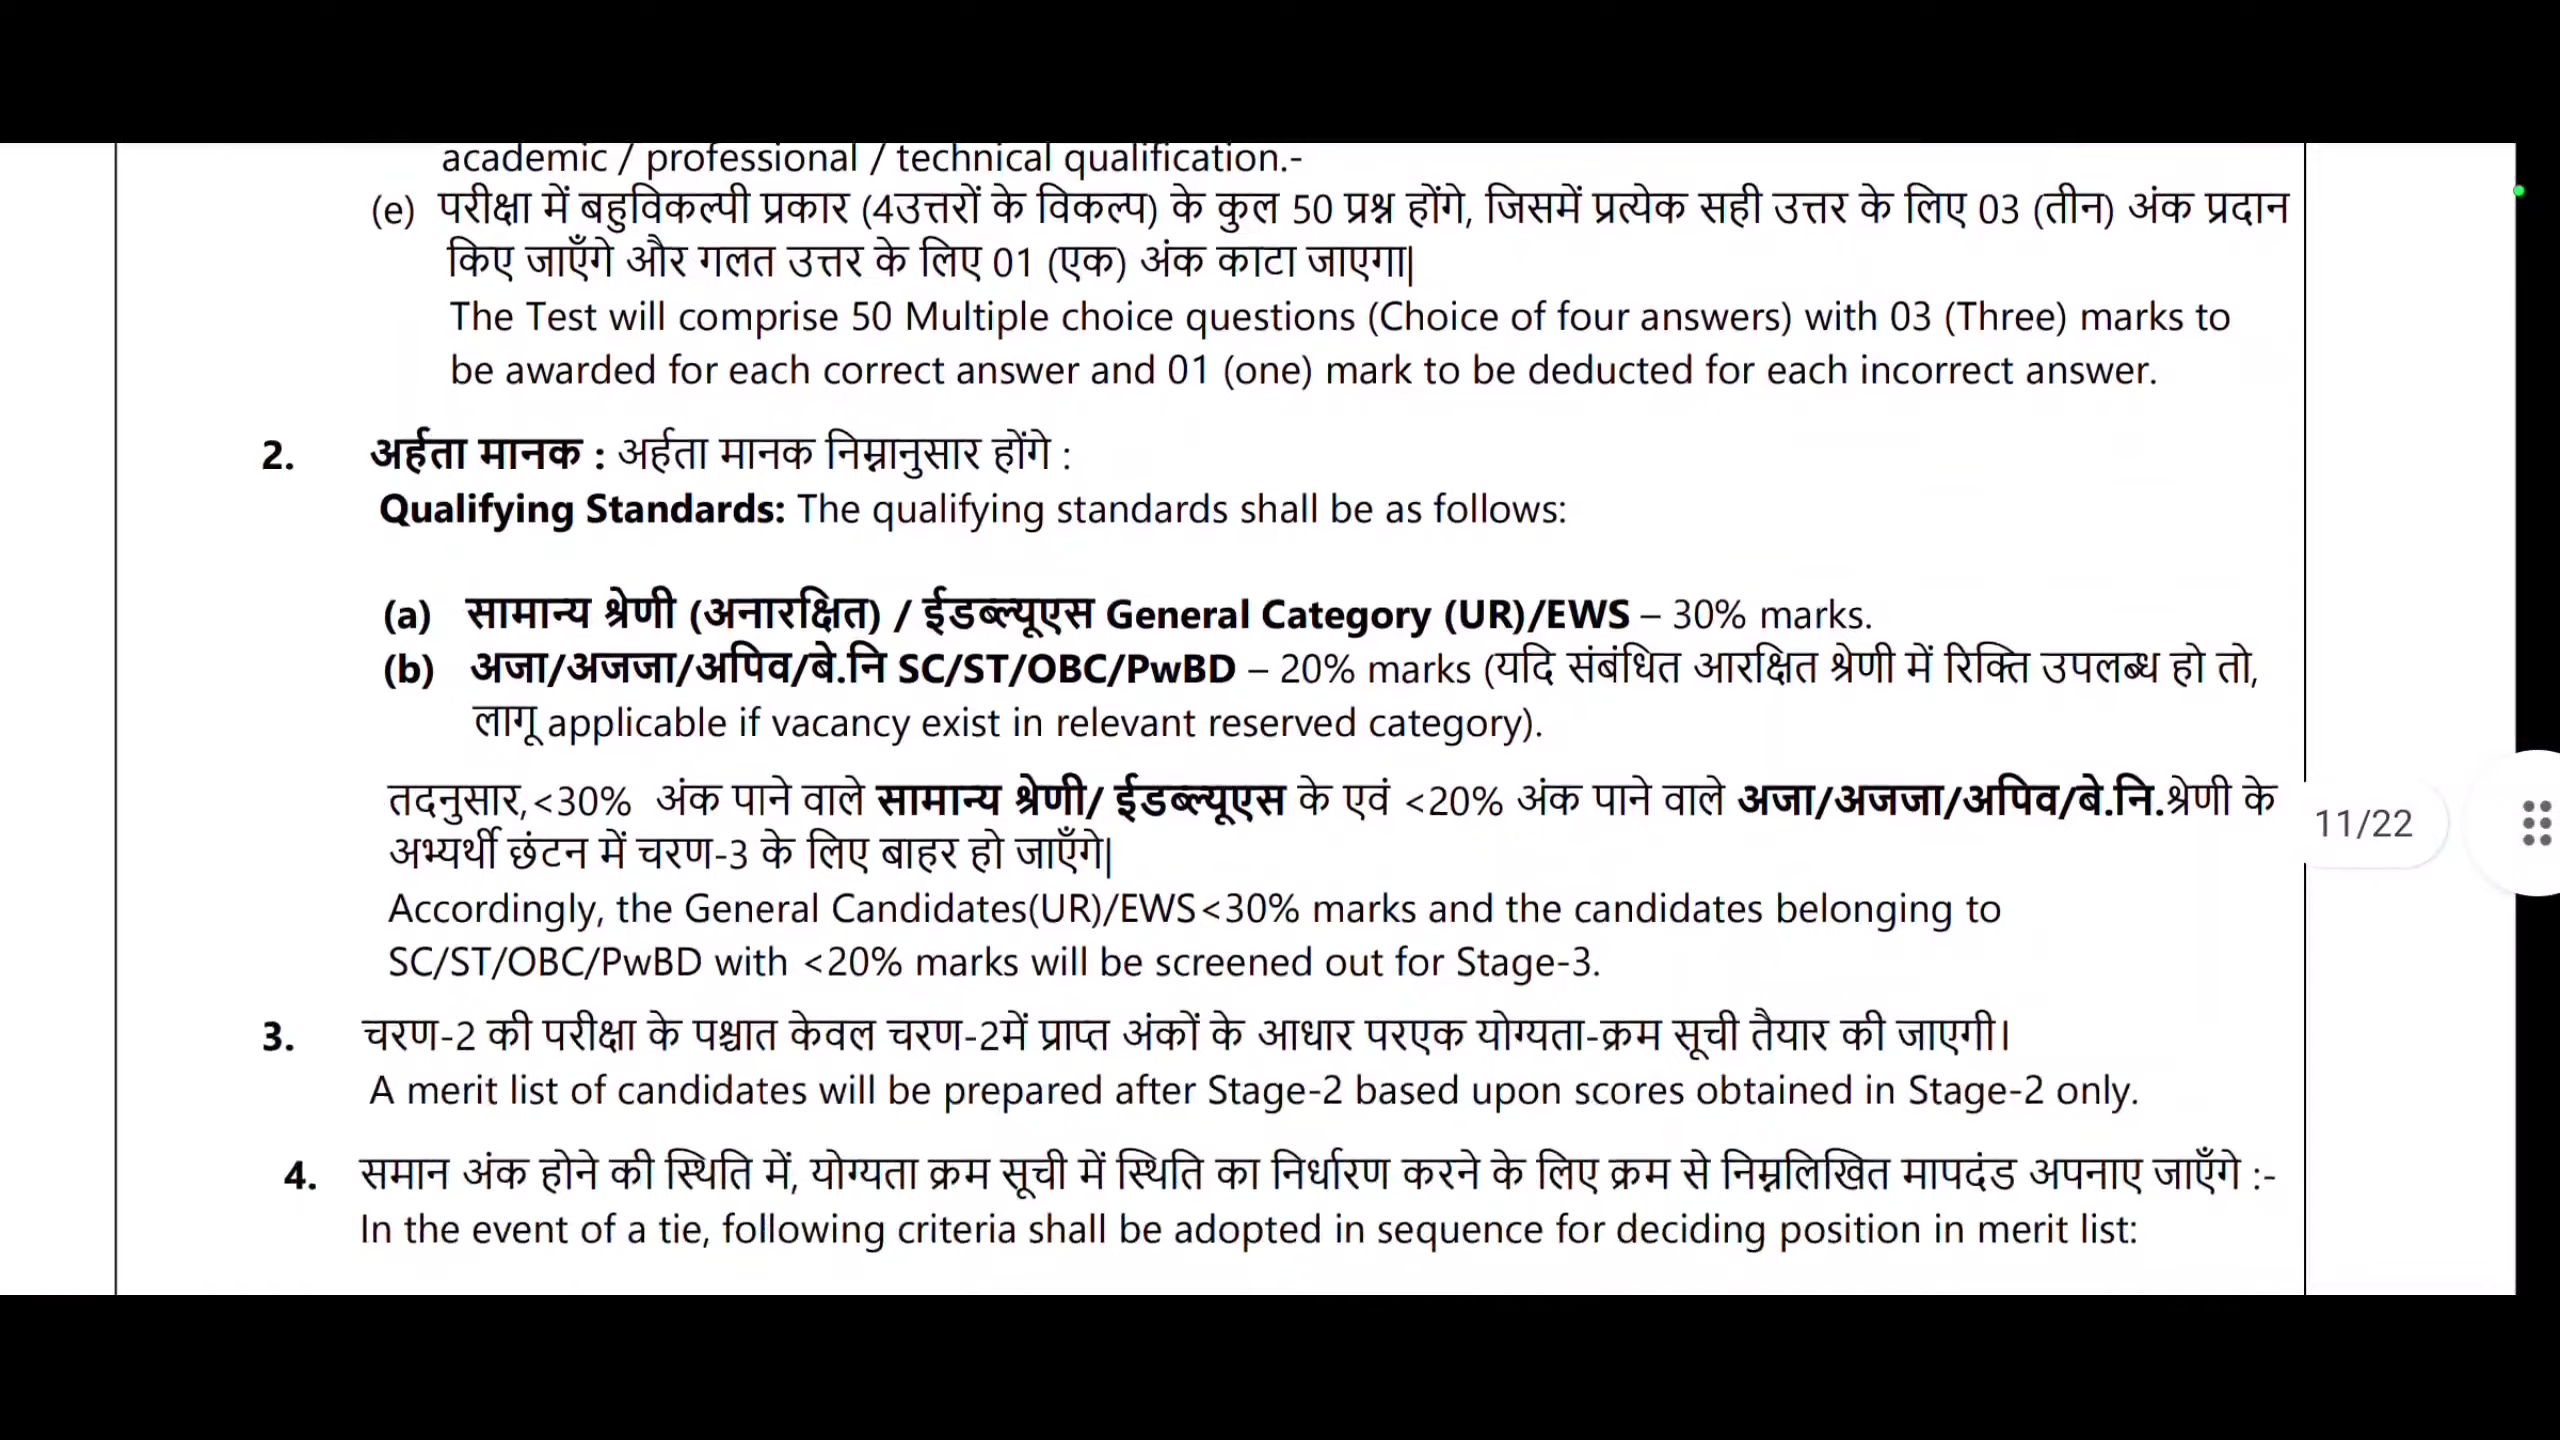 academic / professional / technical qualification.-
(e) परीक्षा में बहुविकल्पी प्रकार (4उत्तरों के विकल्प) के कुल 50 प्रश्न होंगे, जिसमें प्रत्येक सही उत्तर के लिए 03 (तीन) अंक प्रदान
किए जाएँगे और गलत उत्तर के लिए 01 (एक) अंक काटा जाएगा|
The Test will comprise 50 Multiple choice questions (Choice of four answers) with 03 (Three) marks to
be awarded for each correct answer and 01 (one) mark to be deducted for each incorrect answer.
2. अर्हता मानक : अर्हता मानक निम्नानुसार होंगे :
Qualifying Standards: The qualifying standards shall be as follows:
(a) सामान्य श्रेणी (अनारक्षित) / ईडब्ल्यूएस General Category (UR)/EWS – 30% marks.
(b) अजा/अजजा/अपिव/बे.नि SC/ST/OBC/PwBD – 20% marks (यदि संबंधित आरक्षित श्रेणी में रिक्ति उपलब्ध हो तो,
लागू applicable if vacancy exist in relevant reserved category).
तदनुसार,<30% अंक पाने वाले सामान्य श्रेणी/ ईडब्ल्यूएस के एवं <20% अंक पाने वाले अजा/अजजा/अपिव/बे.नि.श्रेणी के
11/22
अभ्यर्थी छंटन में चरण-3 के लिए बाहर हो जाएँगे|
Accordingly, the General Candidates(UR)/EWS<30% marks and the candidates belonging to
SC/ST/OBC/PwBD with <20% marks will be screened out for Stage-3.
3. चरण-2 की परीक्षा के पश्चात केवल चरण-2में प्राप्त अंकों के आधार परएक योग्यता-क्रम सूची तैयार की जाएगी।
A merit list of candidates will be prepared after Stage-2 based upon scores obtained in Stage-2 only.
4. समान अंक होने की स्थिति में, योग्यता क्रम सूची में स्थिति का निर्धारण करने के लिए क्रम से निम्नलिखित मापदंड अपनाए जाएँगे :-
In the event of a tie, following criteria shall be adopted in sequence for deciding position in merit list: